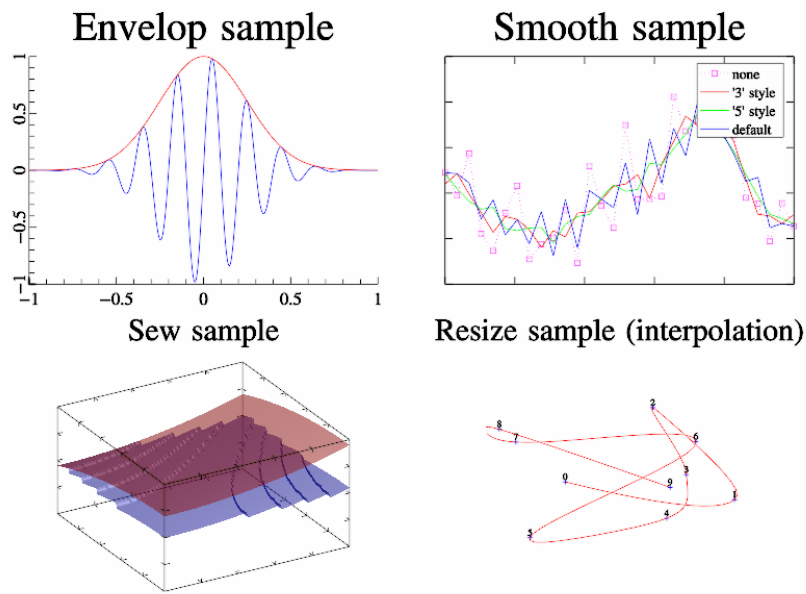 Envelop sample
Smooth sample
1
0.5
0
−0.5
−1
−1
−0.5
0
0.5
1
none
'3' style
'5' style
default
Sew sample
Resize sample (interpolation)
2
8
7
6
0
3
9
1
4
5